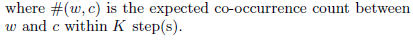 where #(w, c) is the expected co-occurrence count between
w and c within K step(s).